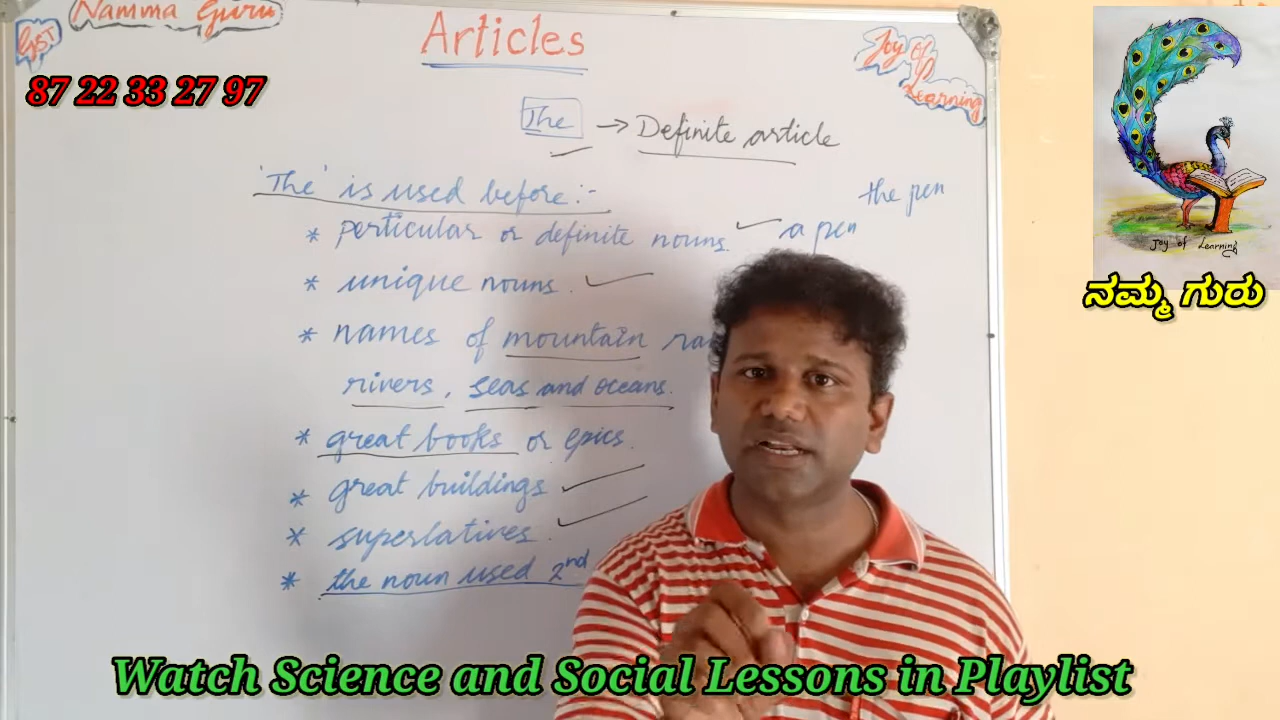 Namma Guru
GST
Articles
Joy of
Learning
87 22 33 27 97
The → Definite article
'The' is used before:-
the pen
* perticular or definite nouns. a pen
* unique nouns.
* names of mountain
rivers, seas and oceans.
* great books or epics.
* great buildings
* superlatives.
* the noun used 2nd
Joy of Learning
ನಮ್ಮ ಗುರು
Watch Science and Social Lessons in Playlist